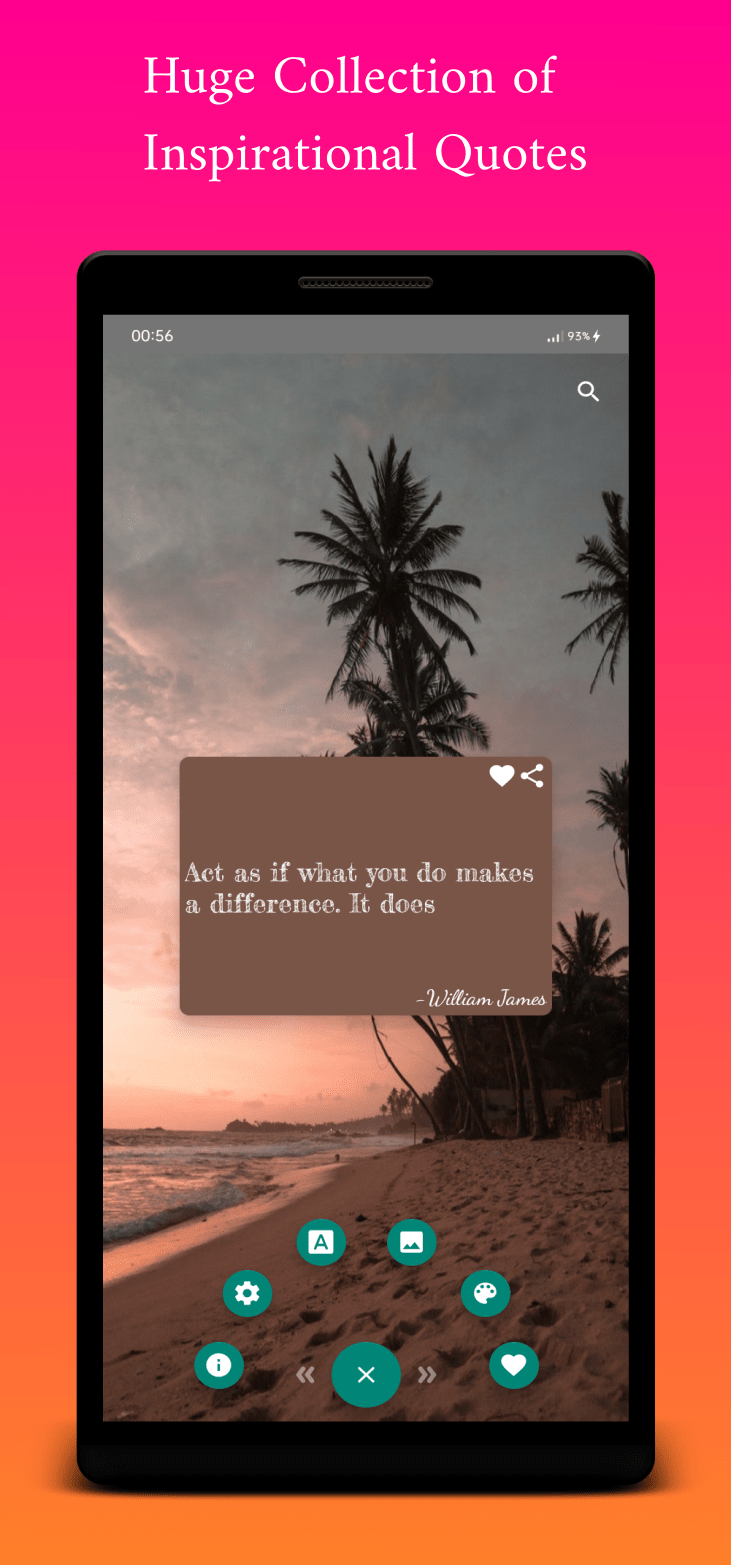 Huge Collection of
Inspirational Quotes
00:56
93%
Act as if what you do makes
a difference. It does
-William James
A